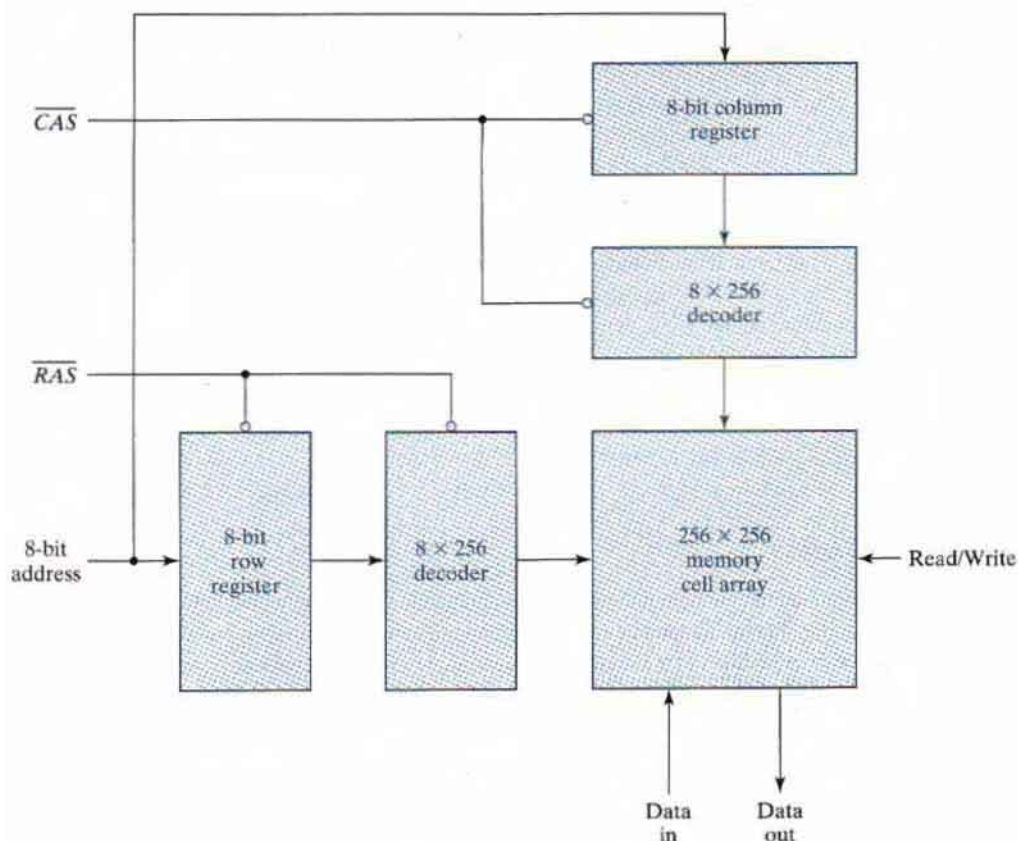 8-bit column
register
CAS
8 × 256
decoder
RAS
8-bit
address
8-bit
row
register
8 × 256
decoder
256 × 256
memory
cell array
Read/Write
Data
in
Data
out